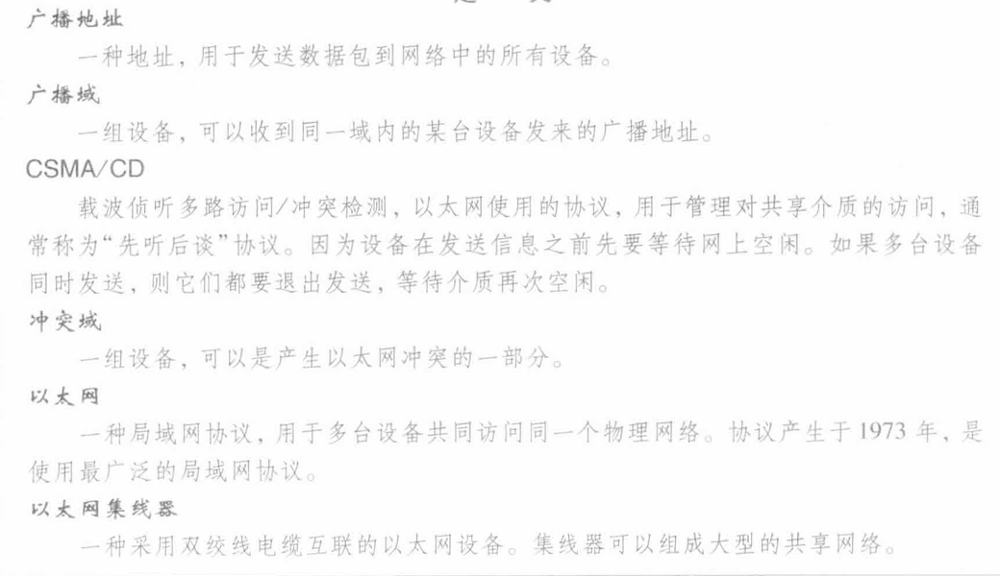 广播地址
一种地址，用于发送数据包到网络中的所有设备。
广播域
一组设备，可以收到同一域内的某台设备发来的广播地址。
CSMA/CD
载波侦听多路访问/冲突检测，以太网使用的协议，用于管理对共享介质的访问，通
常称为“先听后谈”协议。因为设备在发送信息之前先要等待网上空闲。如果多台设备
同时发送，则它们都要退出发送，等待介质再次空闲。
冲突域
一组设备，可以是产生以太网冲突的一部分。
以太网
一种局域网协议，用于多台设备共同访问同一个物理网络。协议产生于1973 年，是
使用最广泛的局域网协议。
以太网集线器
一种采用双绞线电缆互联的以太网设备。集线器可以组成大型的共享网络。